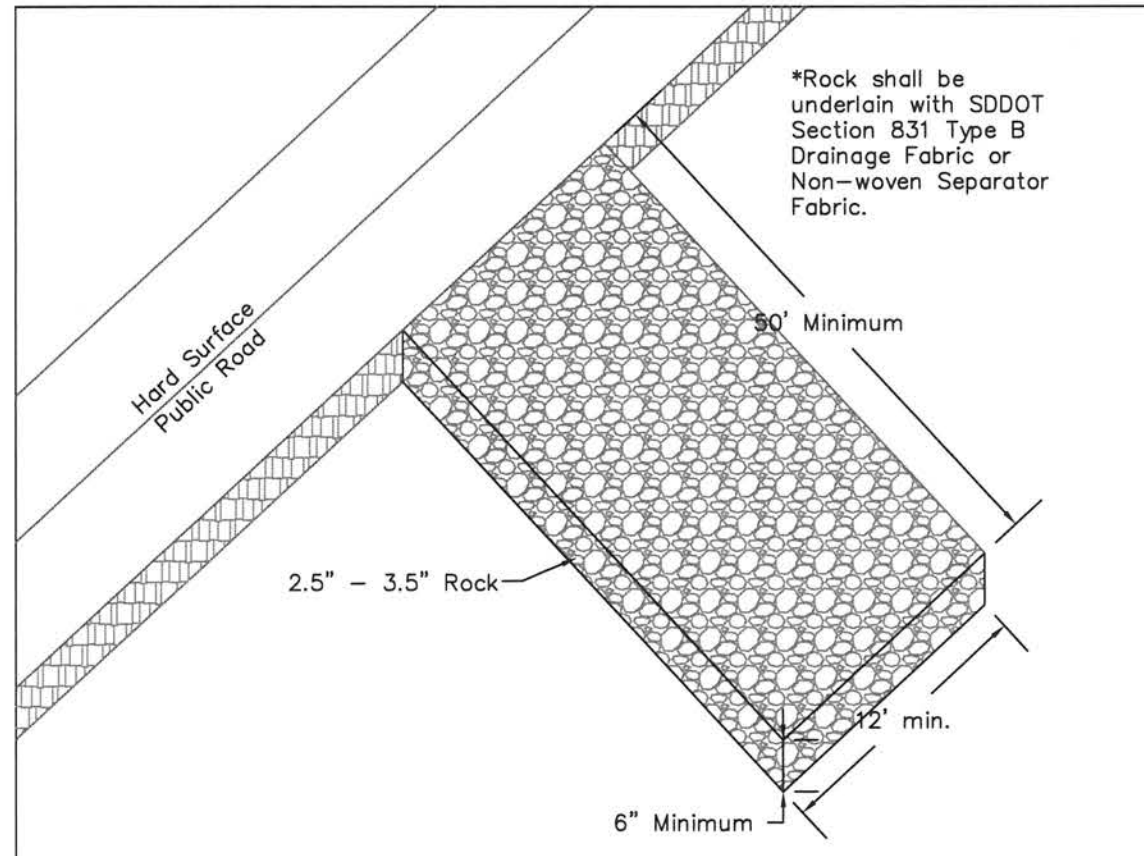 *Rock shall be
underlain with SDDOT
Section 831 Type B
Drainage Fabric or
Non-woven Separator
Fabric.
50' Minimum
Hard Surface
Public Road
2.5" - 3.5" Rock
12' min.
6" Minimum